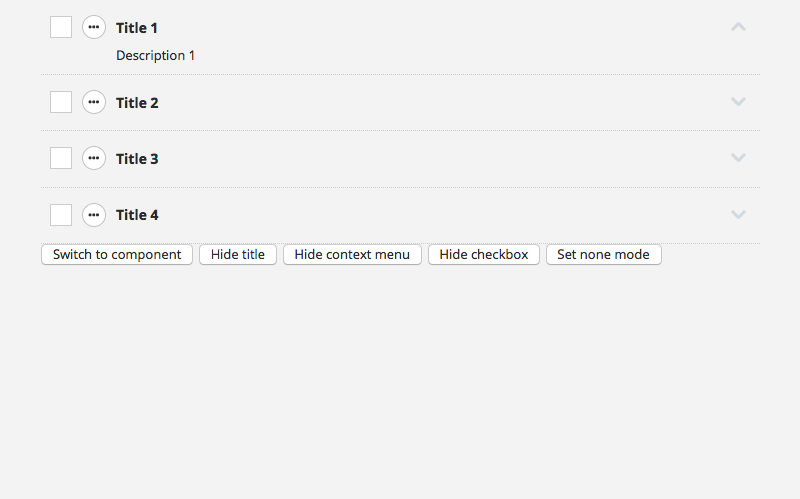 Title 1
Description 1
Title 2
Title 3
Title 4
Switch to component Hide title Hide context menu Hide checkbox Set none mode